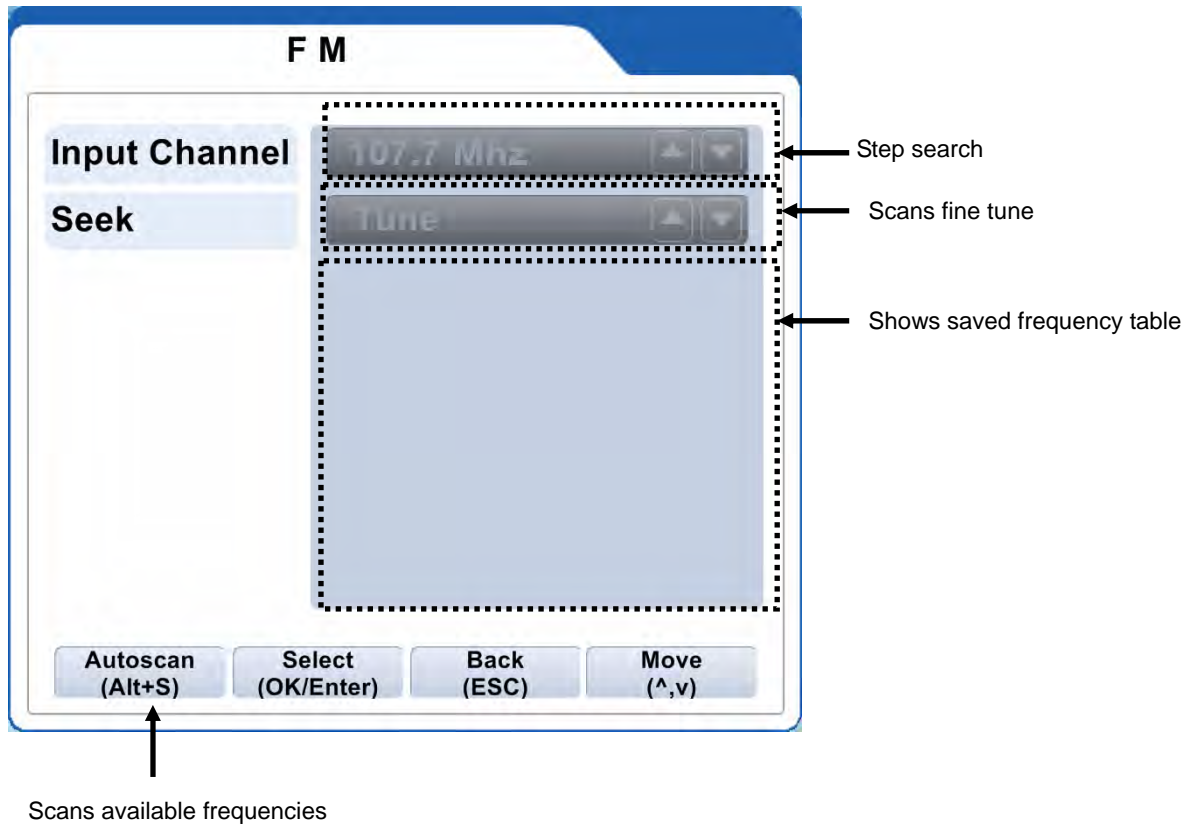 F M
Input Channel
107.7 Mhz
Step search
Seek
Tune
Scans fine tune
Shows saved frequency table
Autoscan
(Alt+S)
Select
(OK/Enter)
Back
(ESC)
Move
(^,v)
Scans available frequencies